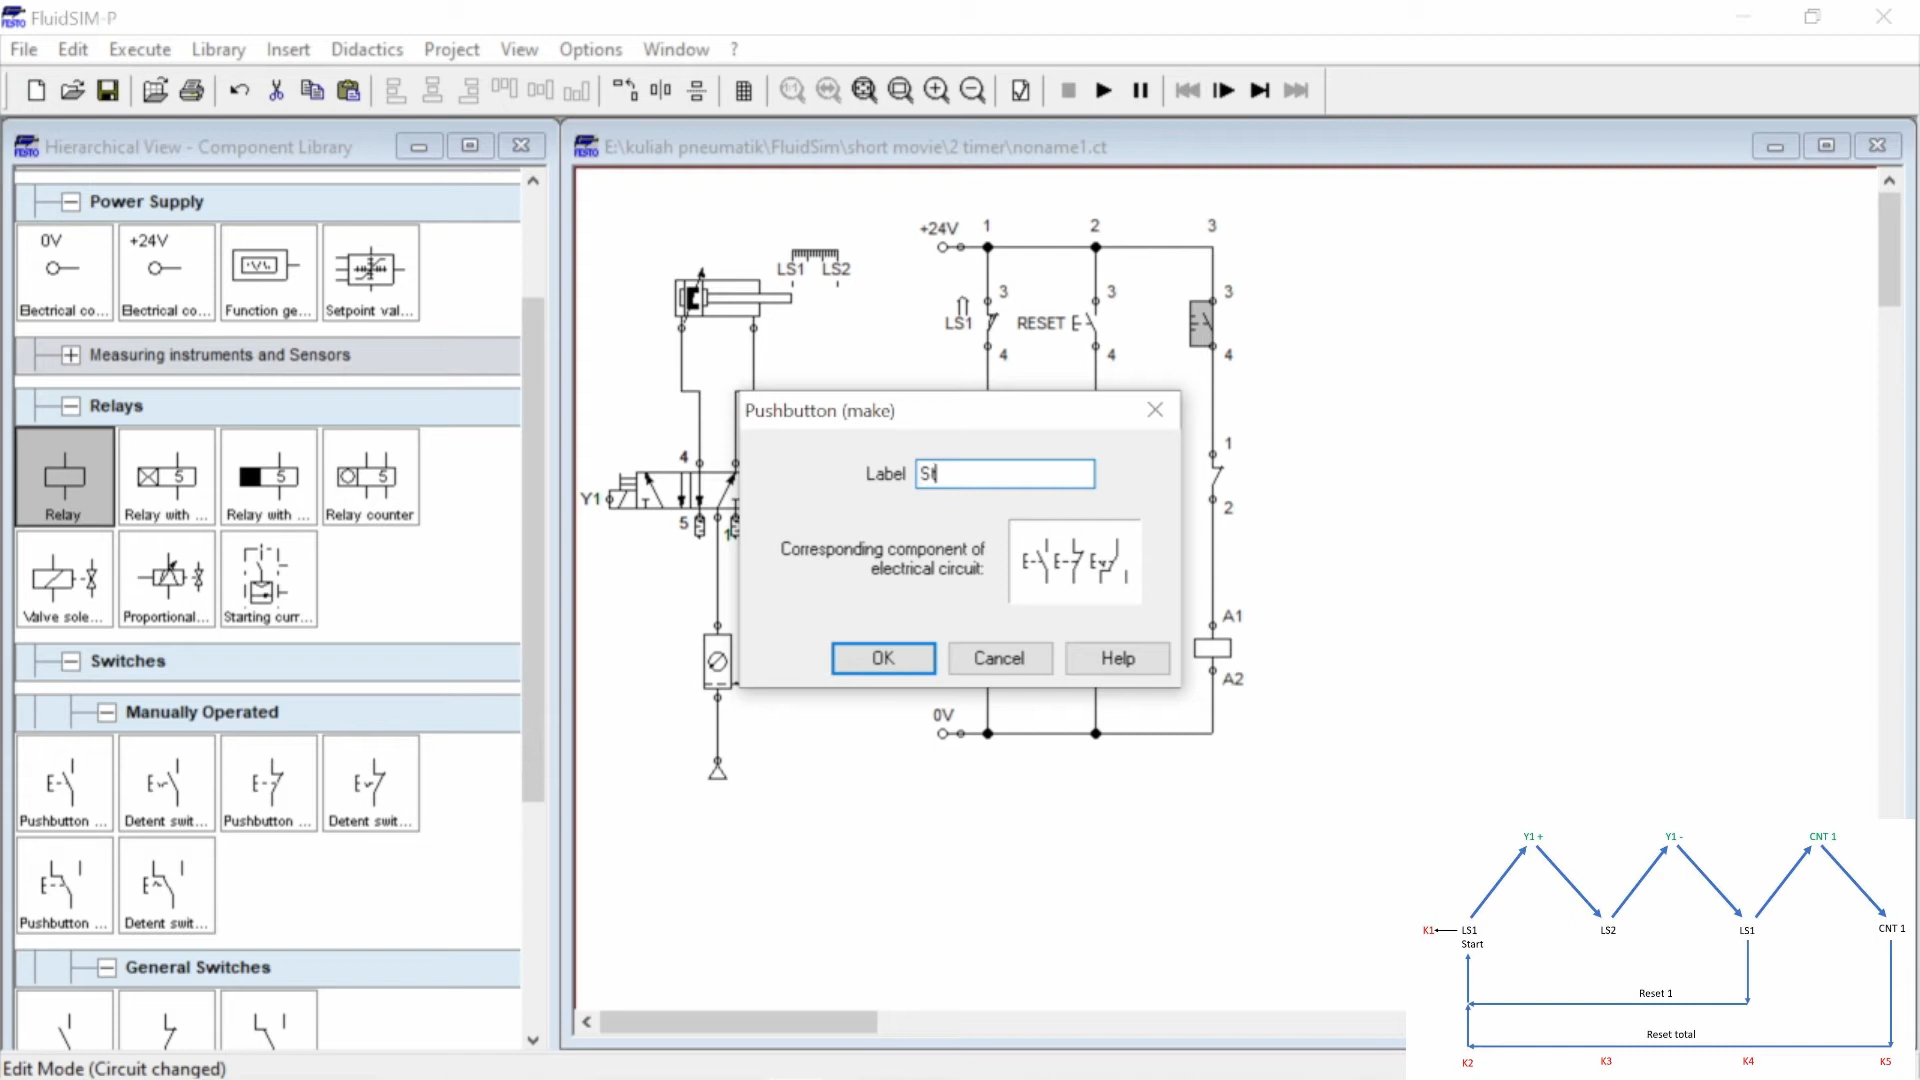 FluidSIM-P
File Edit Execute Library Insert Didactics Project View Options Window ?
Hierarchical View - Component Library
E:\kuliah pneumatik\FluidSim\short movie\2 timer\noname1.ct
Power Supply
0V +24V
Electrical co... Electrical co... Function ge... Setpoint val...
Measuring instruments and Sensors
Relays
5 5 5
Relay Relay with ... Relay with ... Relay counter
Valve sole... Proportional... Starting curr...
Switches
Manually Operated
Pushbutton ... Detent swit... Pushbutton ... Detent swit...
Pushbutton ... Detent swit...
General Switches
Edit Mode (Circuit changed)
+24V 1 2 3
LS1 LS2
3 3 3
LS1 RESET
4 4 4
4
Y1
5 1
1
2
A1
A2
0V
Pushbutton (make)
Label St
Corresponding component of
electrical circuit:
OK Cancel Help
Y1 + Y1 - CNT 1
K1 LS1 LS2 LS1 CNT 1
Start
Reset 1
Reset total
K2 K3 K4 K5